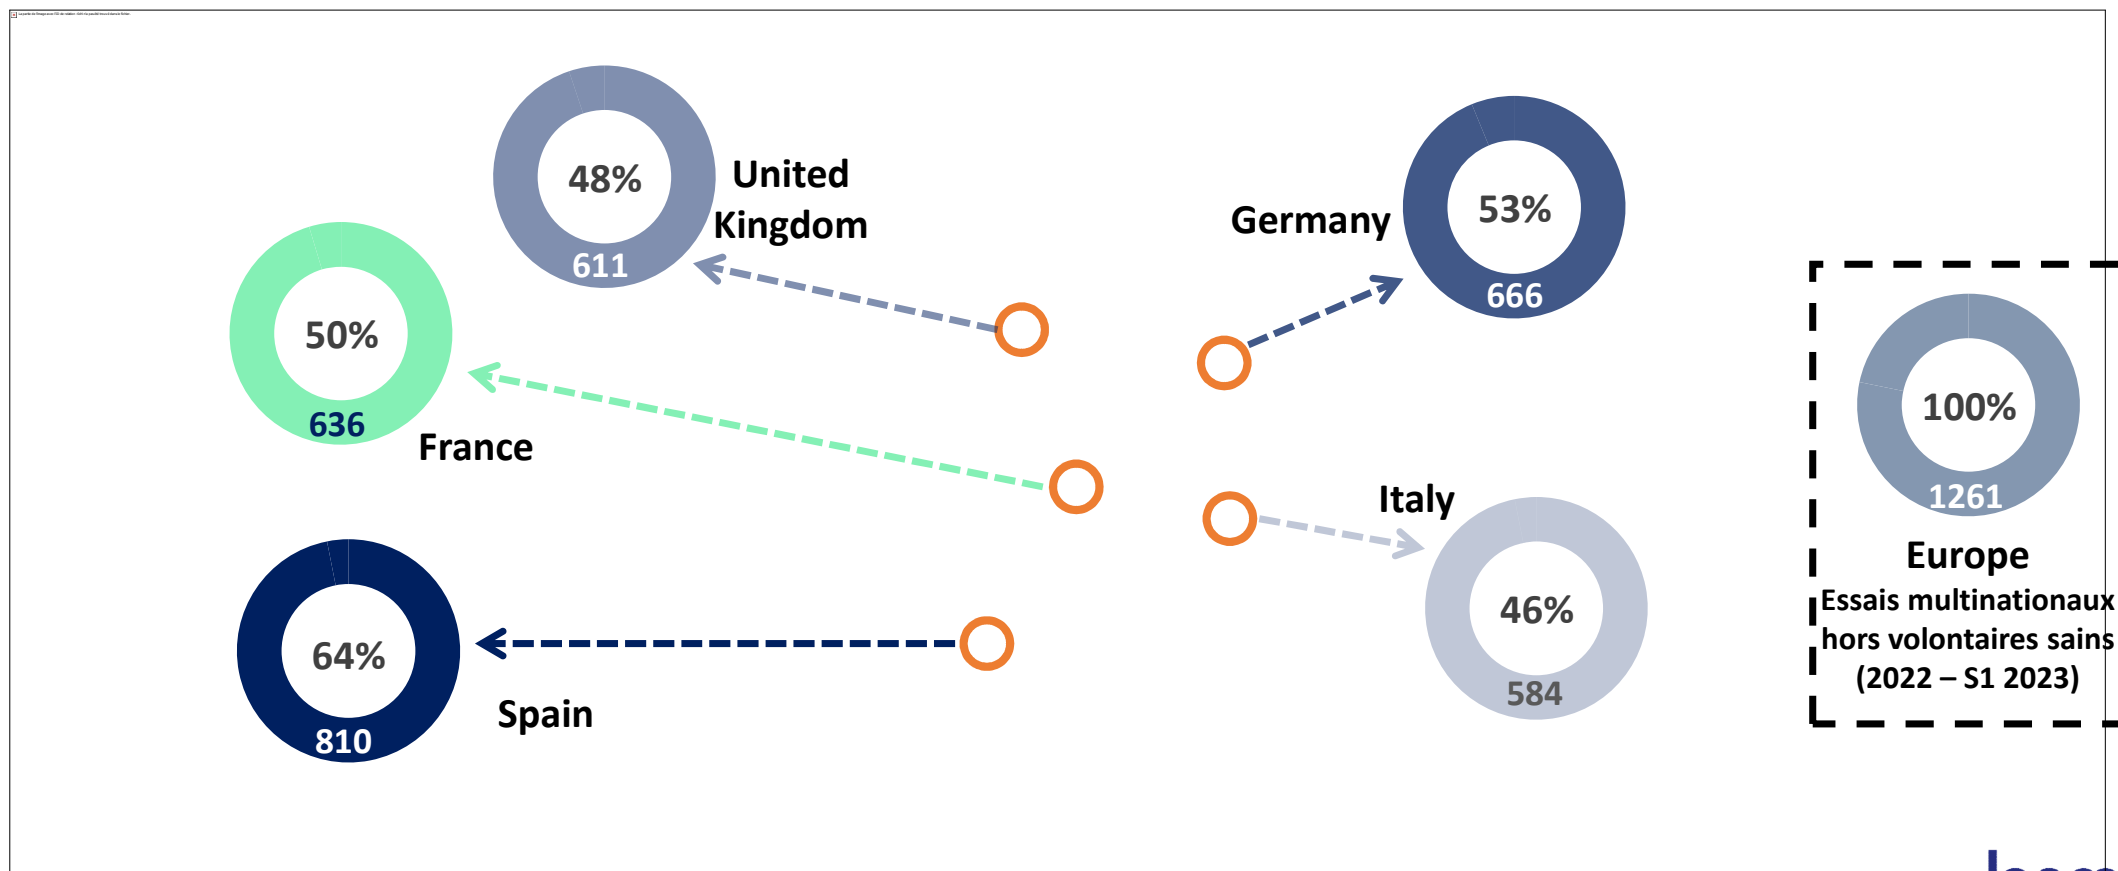 48%
611
United
Kingdom
Germany
53%
666
50%
636
France
100%
1261
Europe
Essais multinationaux
hors volontaires sains
(2022 – S1 2023)
Italy
46%
584
64%
810
Spain